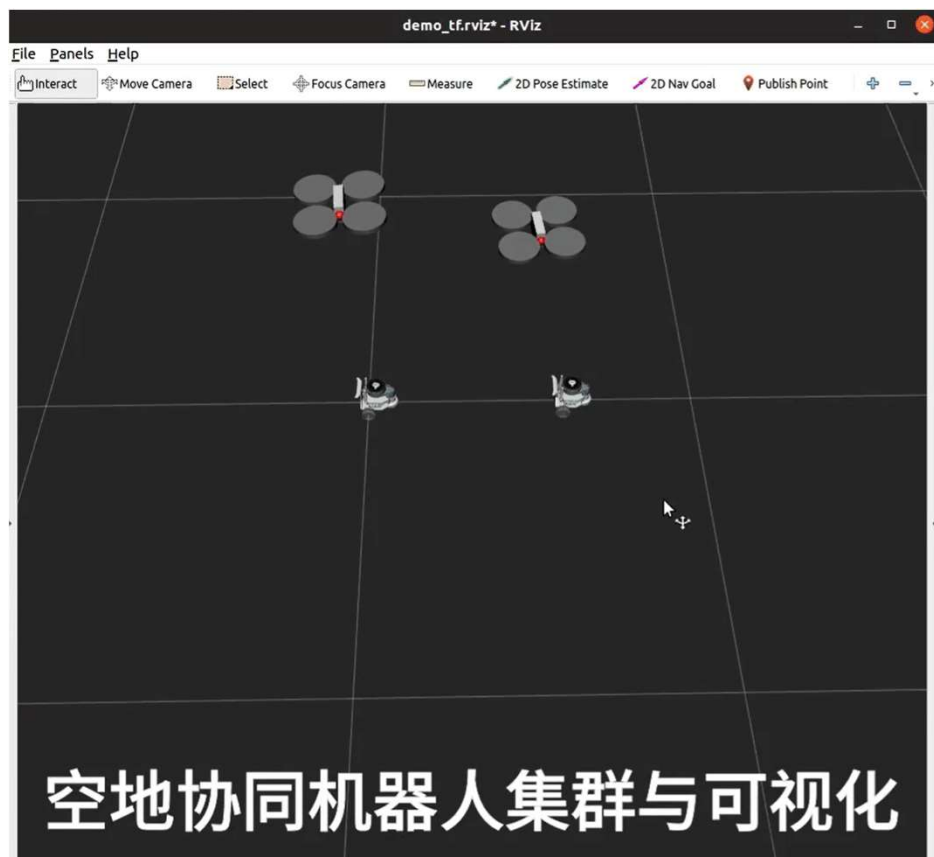 demo_tf.rviz* - RViz
File Panels Help
Interact Move Camera Select Focus Camera Measure 2D Pose Estimate 2D Nav Goal Publish Point
空地协同机器人集群与可视化